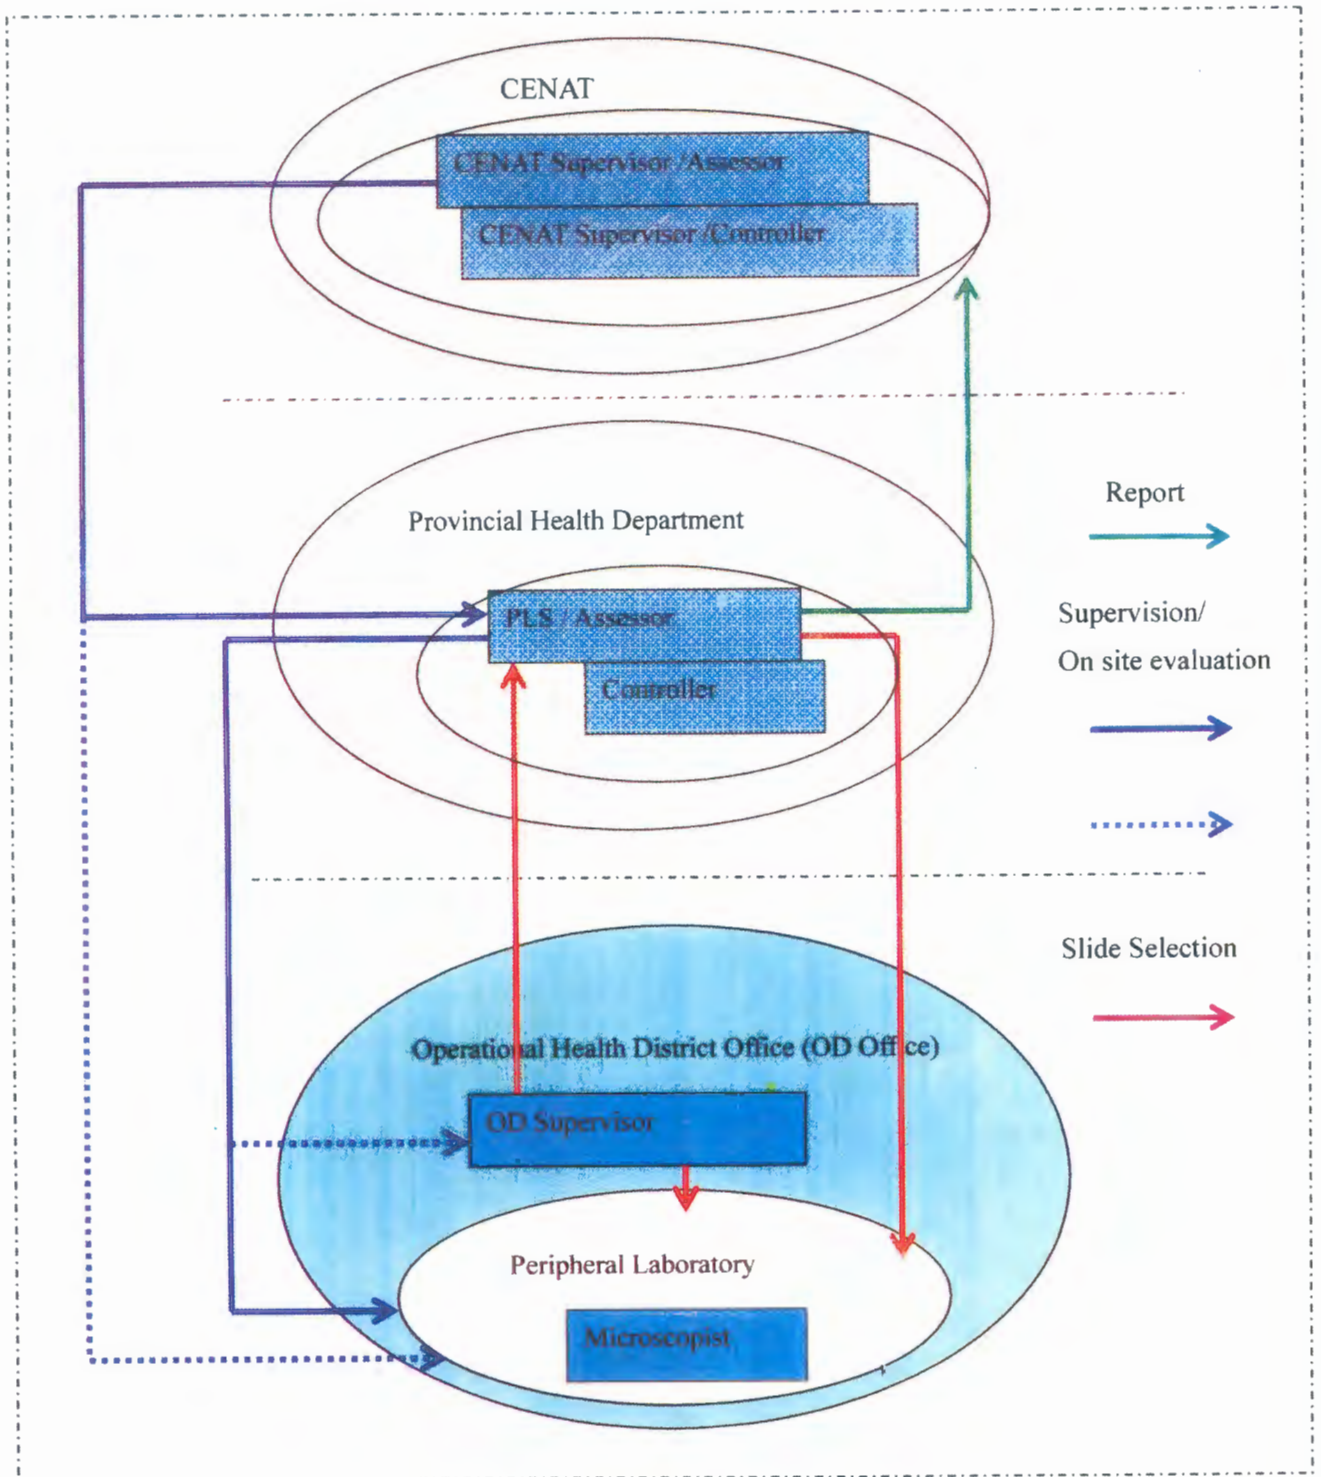 CENAT
CENAT Supervisor /Assessor
CENAT Supervisor /Controller
Provincial Health Department
PLS / Assessor
Controller
Report
Supervision/
On site evaluation
Slide Selection
Operational Health District Office (OD Office)
OD Supervisor
Peripheral Laboratory
Microscopist